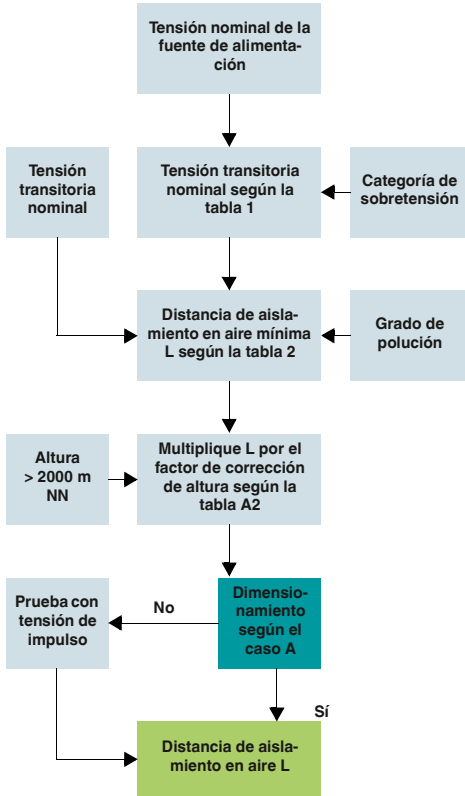 Tensión nominal de la
fuente de alimenta-
ción
Tensión
transitoria
nominal
Tensión transitoria
nominal según la
tabla 1
Categoría de
sobretensión
Distancia de aisla-
miento en aire mínima
L según la tabla 2
Grado de
polución
Altura
> 2000 m
NN
Multiplique L por el
factor de corrección
de altura según la
tabla A2
Prueba con
tensión de
impulso
No
Dimensio-
namiento
según el
caso A
Sí
Distancia de aisla-
miento en aire L